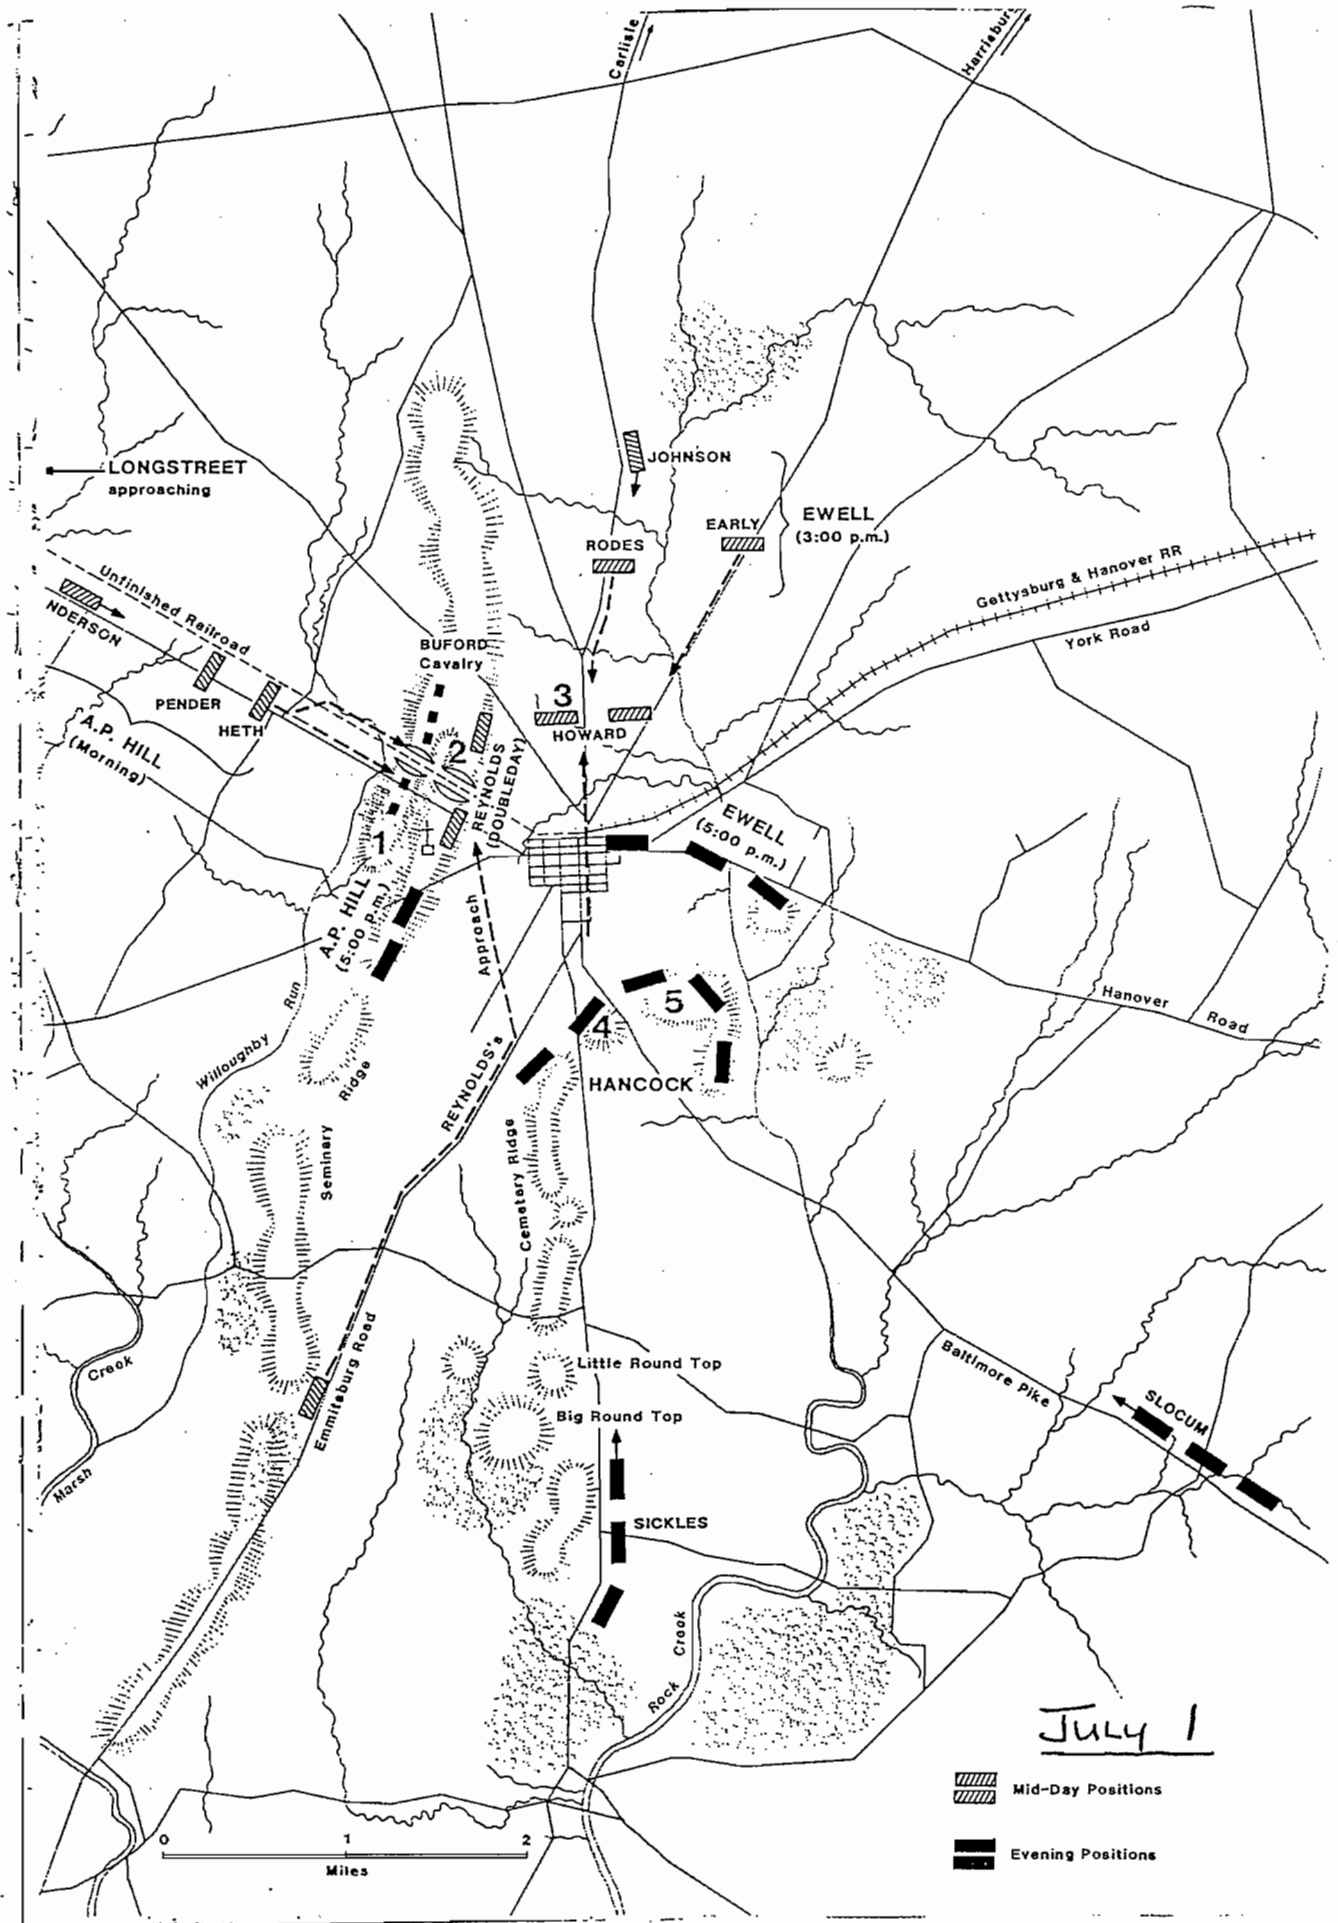 Carlisle
Harrisburg
LONGSTREET
approaching
JOHNSON
EARLY
EWELL
(3:00 p.m.)
RODES
Gettysburg & Hanover RR
York Road
Unfinished Railroad
NDERSON
PENDER
HETH
A.P. HILL
(Morning)
BUFORD
Cavalry
3
HOWARD
2
REYNOLDS
(DOUBLEDAY)
1
EWELL
(5:00 p.m.)
A.P. HILL
(5:00 p.m.)
Approach
REYNOLDS's
5
4
HANCOCK
Hanover
Road
Willoughby
Run
Seminary
Ridge
Cemetary Ridge
Emmitsburg Road
Marsh
Creek
Little Round Top
Big Round Top
Baltimore Pike
SLOCUM
SICKLES
Rock
Creek
JULY 1
Mid-Day Positions
Evening Positions
0 1 2
Miles